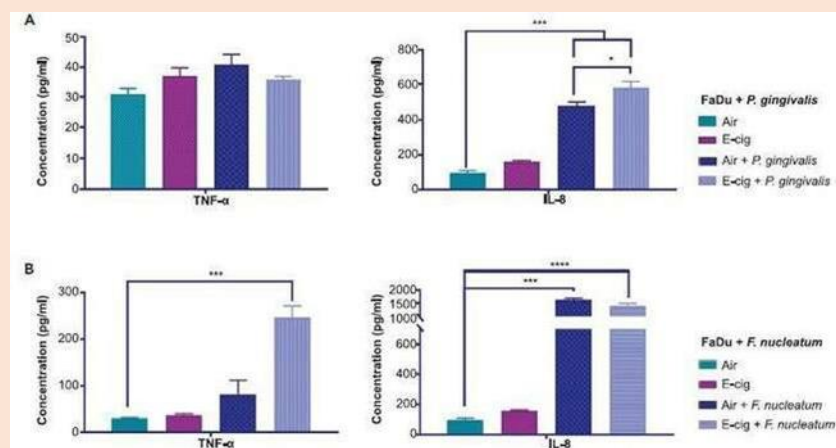 A
Concentration (pg/ml)
50
40
30
20
10
0
TNF-α
Concentration (pg/ml)
800
600
400
200
0
***
*
IL-8
FaDu + P. gingivalis
Air
E-cig
Air + P. gingivalis
E-cig + P. gingivalis
B
Concentration (pg/ml)
300
200
100
0
***
TNF-α
Concentration (pg/ml)
2000
1500
1000
600
400
200
0
****
***
IL-8
FaDu + F. nucleatum
Air
E-cig
Air + F. nucleatum
E-cig + F. nucleatum